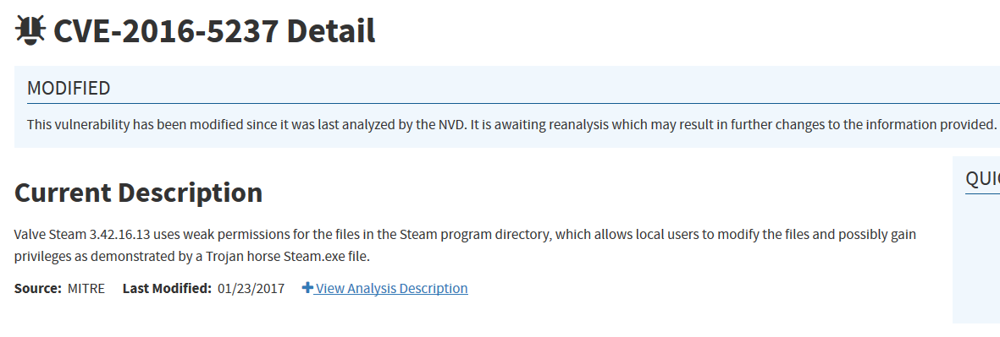 CVE-2016-5237 Detail
MODIFIED
This vulnerability has been modified since it was last analyzed by the NVD. It is awaiting reanalysis which may result in further changes to the information provided.
Current Description
QUIC
Valve Steam 3.42.16.13 uses weak permissions for the files in the Steam program directory, which allows local users to modify the files and possibly gain
privileges as demonstrated by a Trojan horse Steam.exe file.
Source: MITRE Last Modified: 01/23/2017 +View Analysis Description